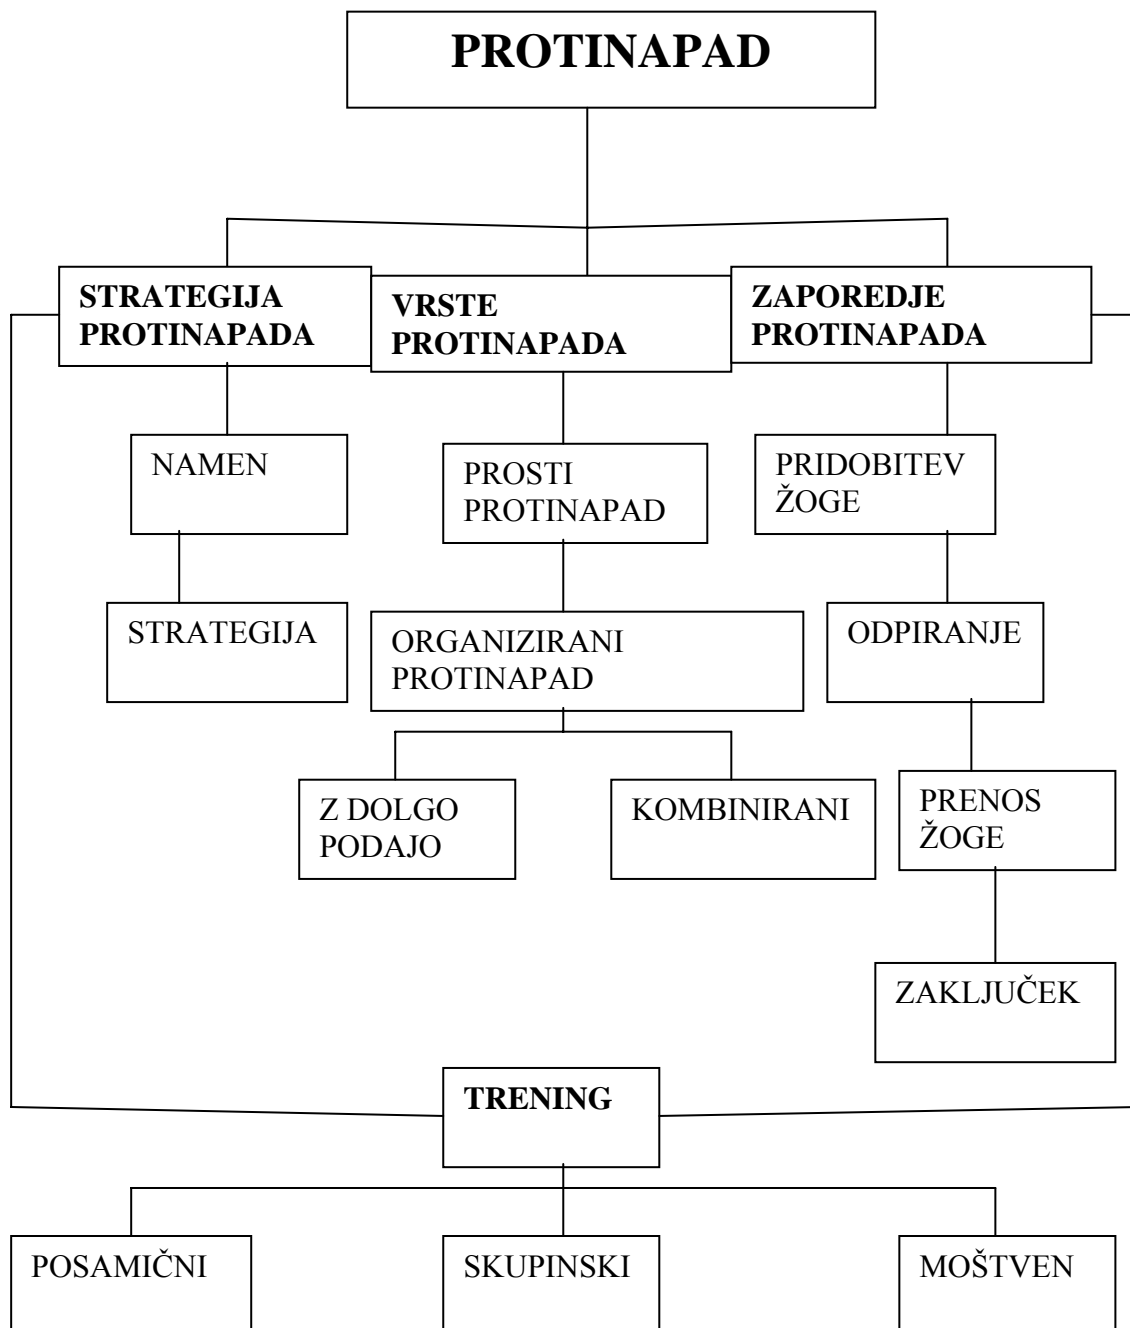 PROTINAPAD
STRATEGIJA
PROTINAPADA
VRSTE
PROTINAPADA
ZAPOREDJE
PROTINAPADA
NAMEN
PROSTI
PROTINAPAD
PRIDOBITEV
ŽOGE
STRATEGIJA
ORGANIZIRANI
PROTINAPAD
ODPIRANJE
Z DOLGO
PODAJO
KOMBINIRANI
PRENOS
ŽOGE
ZAKLJUČEK
TRENING
POSAMIČNI
SKUPINSKI
MOŠTVEN